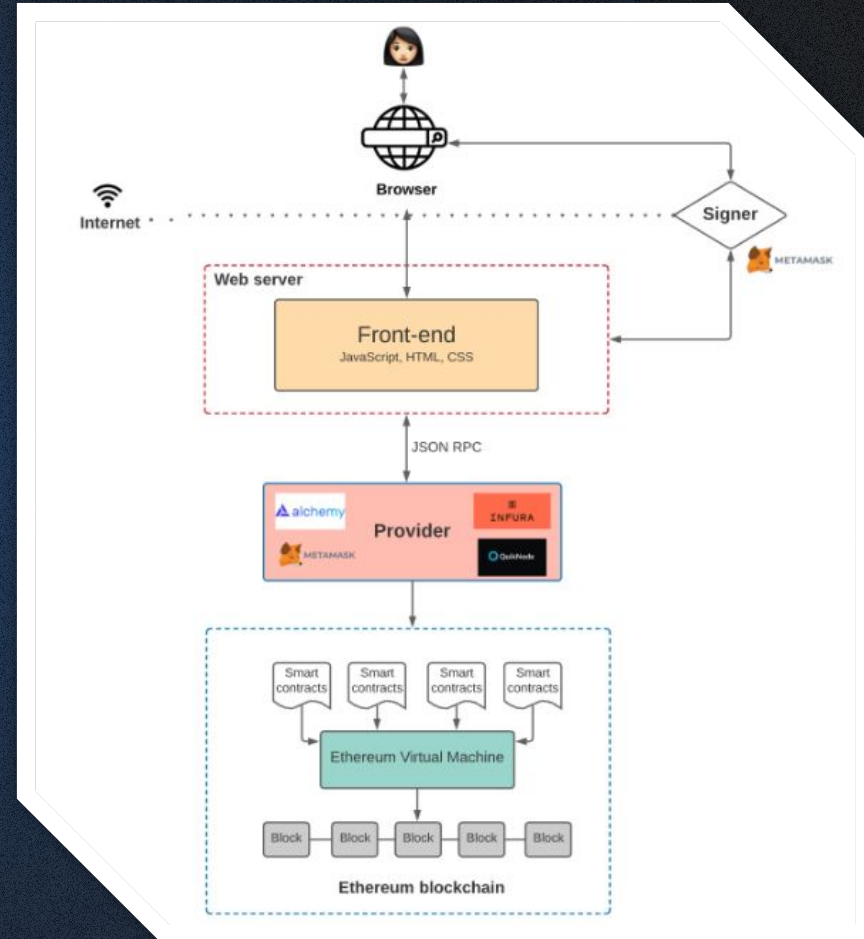 Browser
Internet
Signer
METAMASK
Web server
Front-end
JavaScript, HTML, CSS
JSON RPC
alchemy
INFURA
Provider
METAMASK
QuikNode
Smart
contracts
Smart
contracts
Smart
contracts
Smart
contracts
Ethereum Virtual Machine
Block
Block
Block
Block
Block
Ethereum blockchain